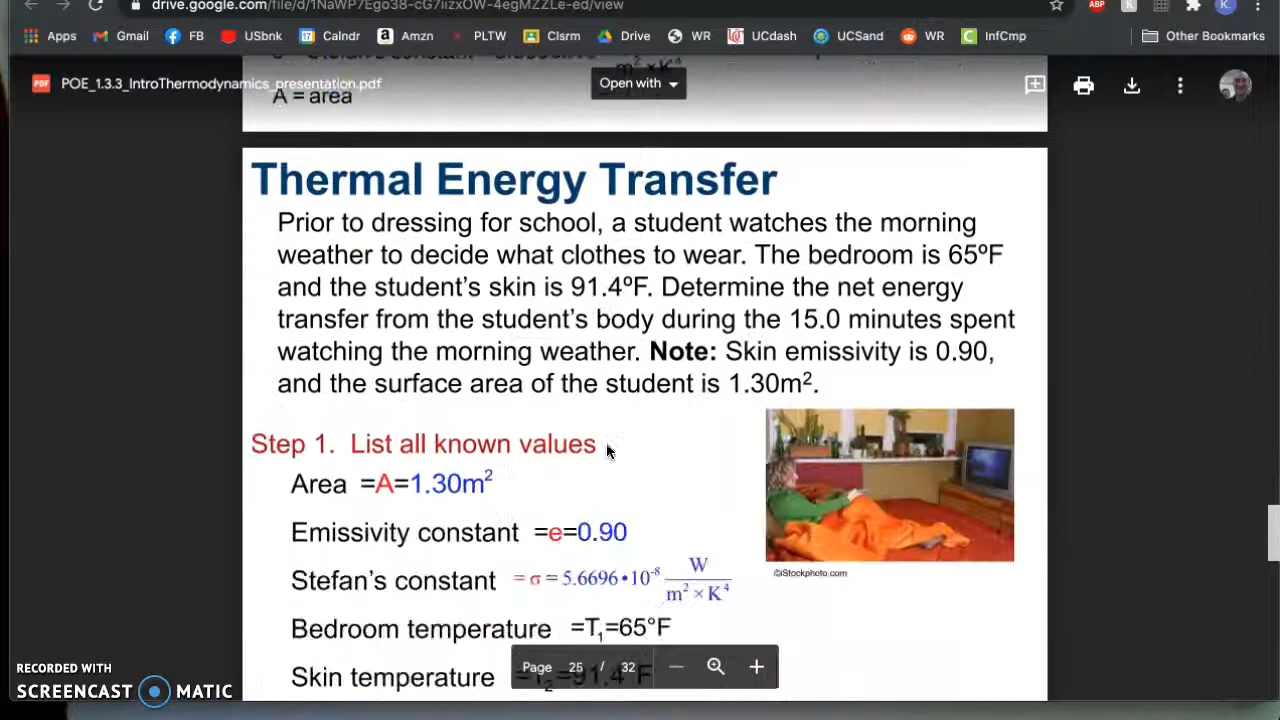 drive.google.com/file/d/1NaWP7Ego38-cG7iizxOW-4egMZZLe-ed/view
ABP
K
Apps Gmail FB USbnk Calndr Amzn PLTW Clsrm Drive WR UCdash UCSand WR InfCmp Other Bookmarks
m² × K⁴
PDF POE_1.3.3_IntroThermodynamics_presentation.pdf
Open with
A = area
Thermal Energy Transfer
Prior to dressing for school, a student watches the morning
weather to decide what clothes to wear. The bedroom is 65ºF
and the student’s skin is 91.4ºF. Determine the net energy
transfer from the student’s body during the 15.0 minutes spent
watching the morning weather. Note: Skin emissivity is 0.90,
and the surface area of the student is 1.30m².
Step 1. List all known values
Area =A=1.30m²
Emissivity constant =e=0.90
Stefan’s constant = σ = 5.6696•10⁻⁸ W / m² × K⁴
©iStockphoto.com
Bedroom temperature =T₁=65°F
Page 25 / 32
Skin temperature =T₂=91.4°F
RECORDED WITH
SCREENCAST MATIC